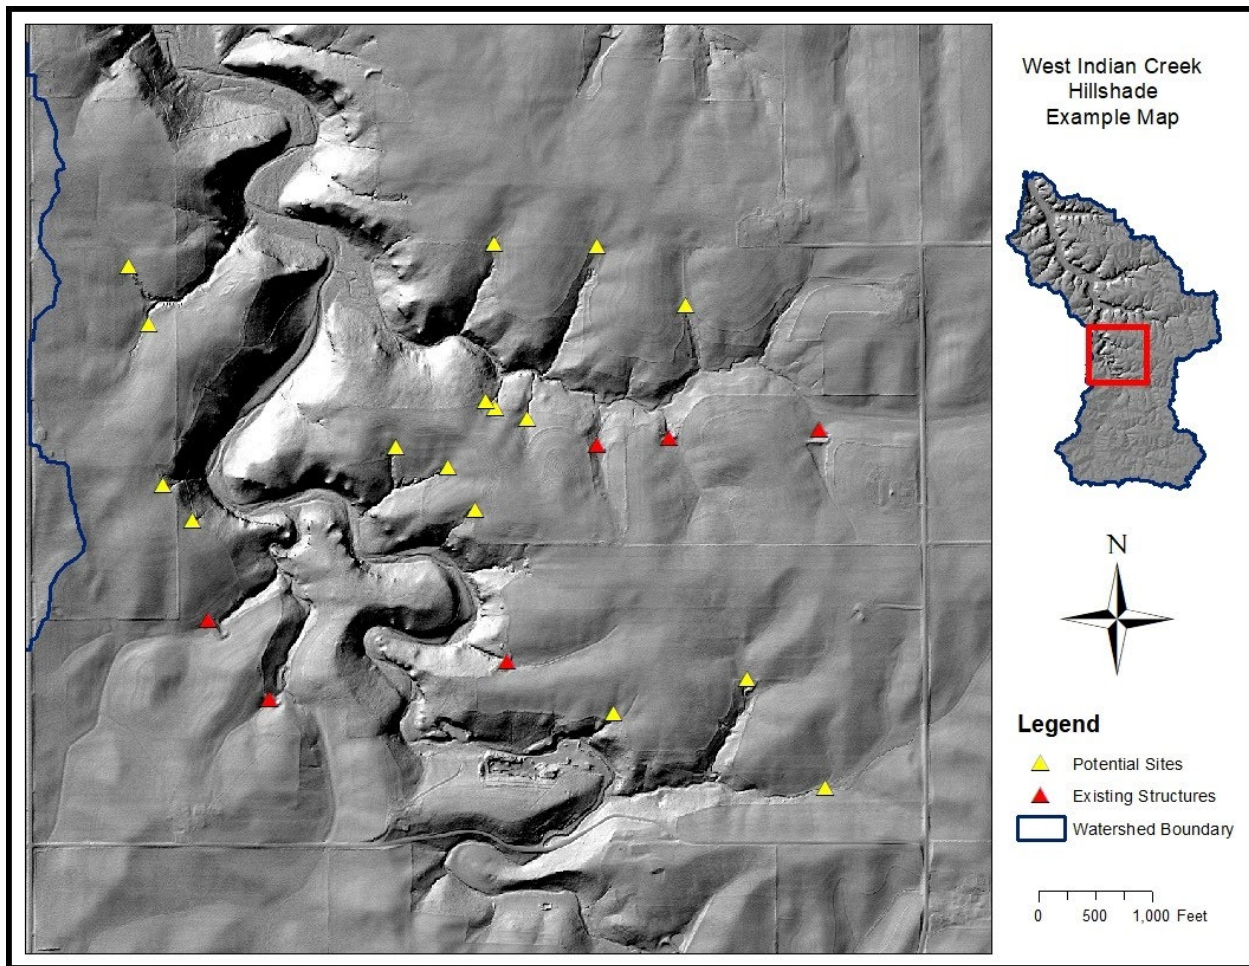 West Indian Creek
Hillshade
Example Map
N
Legend
Potential Sites
Existing Structures
Watershed Boundary
0 500 1,000 Feet